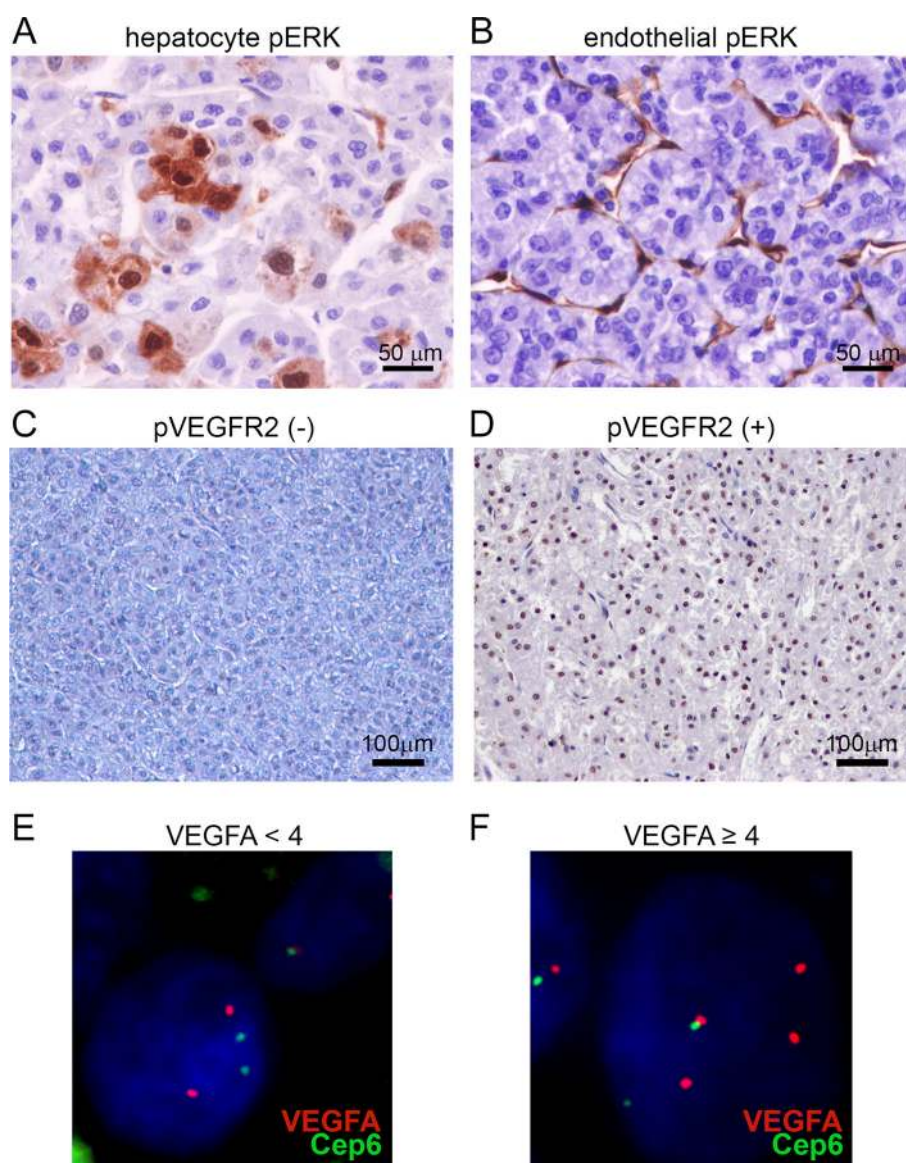 A hepatocyte pERK
B endothelial pERK
50 µm
50 µm
C pVEGFR2 (-)
D pVEGFR2 (+)
100µm
100µm
E VEGFA < 4
F VEGFA ≥ 4
VEGFA
Cep6
VEGFA
Cep6